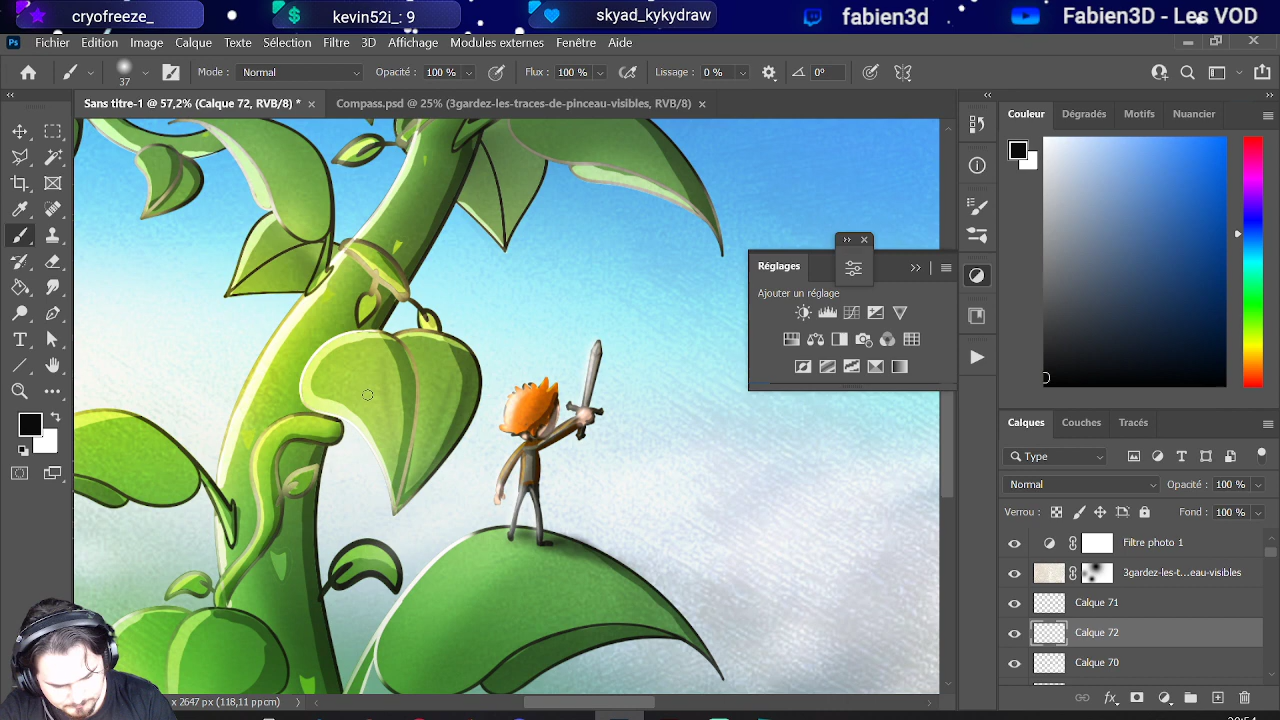 cryofreeze_
kevin52i_: 9
skyad_kykydraw
fabien3d
Fabien3D - Les VOD
Fichier Edition Image Calque Texte Sélection Filtre 3D Affichage Modules externes Fenêtre Aide
37 Mode : Normal Opacité : 100 % Flux : 100 % Lissage : 0 % 0°
Sans titre-1 @ 57,2% (Calque 72, RVB/8) * Compass.psd @ 25% (3gardez-les-traces-de-pinceau-visibles, RVB/8)
Couleur Dégradés Motifs Nuancier
Réglages
Ajouter un réglage
Calques Couches Tracés
Type
Normal Opacité : 100 %
Verrou : Fond : 100 %
Filtre photo 1
3gardez-les-t...eau-visibles
Calque 71
Calque 72
Calque 70
x 2647 px (118,11 ppcm)